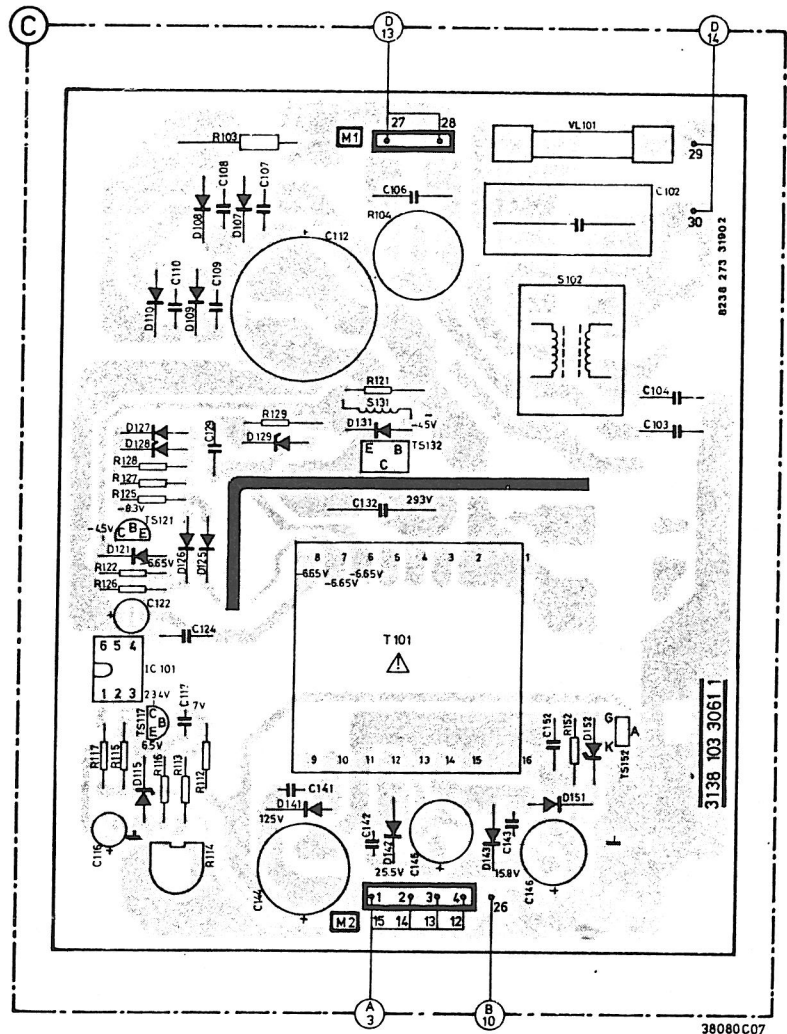 C
D
13
D
14
27
28
M1
VL101
29
R103
C108
C107
C106
C102
R104
30
D108
D107
C112
8238 273 31902
C110
C109
S102
D110
D109
R121
C104
S131
-45V
D127
C129
R129
D131
C103
D128
D129
E B
C
TS132
R128
R127
R125
-8.3V
C132
293V
TS121
-45V
C B E
D121
-6.65V
D126
D125
8 7 6 5 4 3 2 1
-6.65V
-6.65V
-6.65V
R122
R126
C122
C124
T101
6 5 4
IC 101
1 2 3
2.34V
C117
7V
TS117
C
B
E
6.5V
C152
R152
D152
G
A
K
TS152
3138 103 3061 1
R117
R115
D115
R116
R113
R112
9 10 11 12 13 14 15 16
C141
D141
125V
D151
C142
D142
C145
D143
C143
C116
R114
C144
25.5V
15.8V
C146
1 2 3 4
26
M2
15 14 13 12
A
3
B
10
38080C07